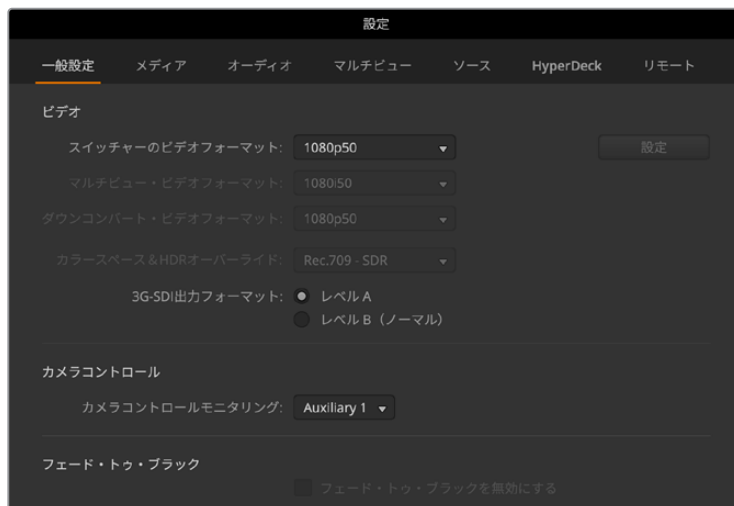 設定
一般設定 メディア オーディオ マルチビュー ソース HyperDeck リモート
ビデオ
スイッチャーのビデオフォーマット: 1080p50 設定
マルチビュー・ビデオフォーマット: 1080i50
ダウンコンバート・ビデオフォーマット: 1080p50
カラースペース&HDRオーバーライド: Rec.709 - SDR
3G-SDI出力フォーマット: レベル A
レベル B（ノーマル）
カメラコントロール
カメラコントロールモニタリング: Auxiliary 1
フェード・トゥ・ブラック
フェード・トゥ・ブラックを無効にする